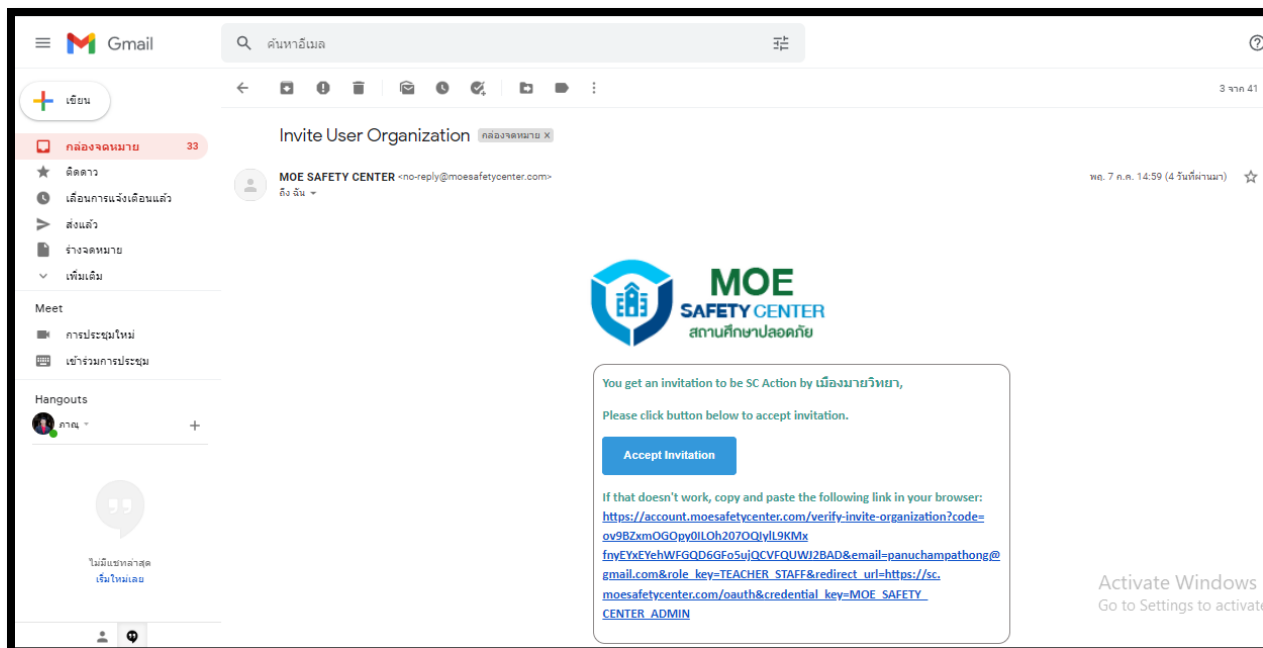 Gmail
ค้นหาอีเมล
เขียน
3 จาก 41
Invite User Organization กล่องจดหมาย x
กล่องจดหมาย 33
ติดดาว
เลื่อนการแจ้งเตือนแล้ว
ส่งแล้ว
ร่างจดหมาย
เพิ่มเติม
MOE SAFETY CENTER <no-reply@moesafetycenter.com>
ถึง ฉัน
พฤ. 7 ก.ค. 14:59 (4 วันที่ผ่านมา)
Meet
การประชุมใหม่
เข้าร่วมการประชุม
Hangouts
ภาณุ
ไม่มีแชทล่าสุด
เริ่มใหม่เลย
MOE
SAFETY CENTER
สถานศึกษาปลอดภัย
You get an invitation to be SC Action by เมืองมายวิทยา,
Please click button below to accept invitation.
Accept Invitation
If that doesn't work, copy and paste the following link in your browser:
https://account.moesafetycenter.com/verify-invite-organization?code=
ov9BZxmOGOpy0ILOh207OQIylL9KMx
fnyEYxEYehWFGQD6GFo5ujQCVFQUWJ2BAD&email=panuchampathong@
gmail.com&role_key=TEACHER_STAFF&redirect_url=https://sc.
moesafetycenter.com/oauth&credential_key=MOE_SAFETY_
CENTER_ADMIN
Activate Windows
Go to Settings to activate